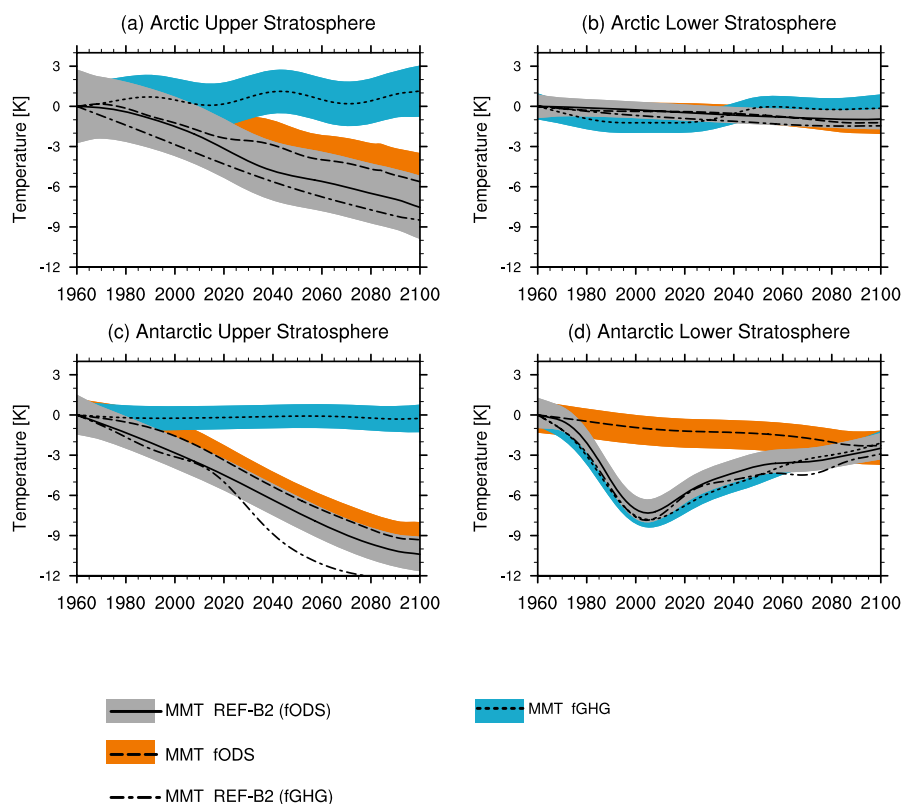 (a) Arctic Upper Stratosphere
(b) Arctic Lower Stratosphere
Temperature [K]
3
0
-3
-6
-9
-12
1960 1980 2000 2020 2040 2060 2080 2100
Temperature [K]
3
0
-3
-6
-9
-12
1960 1980 2000 2020 2040 2060 2080 2100
(c) Antarctic Upper Stratosphere
(d) Antarctic Lower Stratosphere
Temperature [K]
3
0
-3
-6
-9
-12
1960 1980 2000 2020 2040 2060 2080 2100
Temperature [K]
3
0
-3
-6
-9
-12
1960 1980 2000 2020 2040 2060 2080 2100
MMT REF-B2 (fODS)
MMT fGHG
MMT fODS
MMT REF-B2 (fGHG)